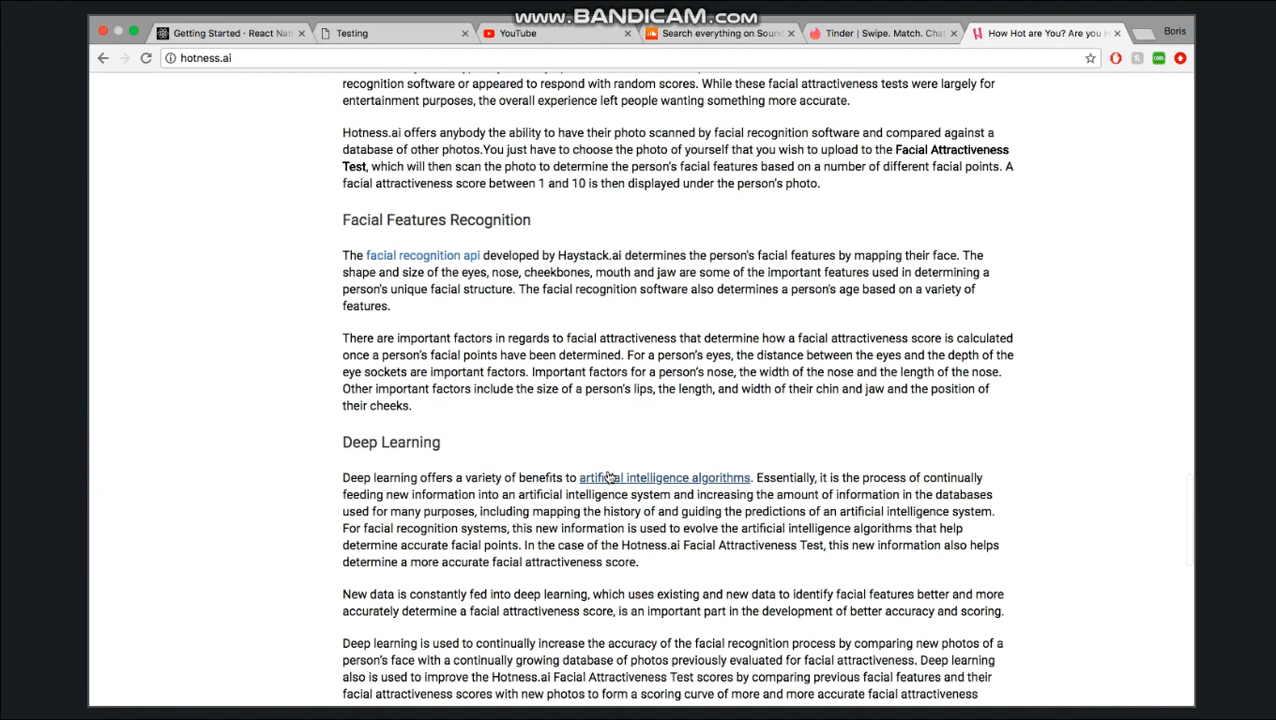 www.BANDICAM.com
Getting Started · React Nati
Testing
YouTube
Search everything on Soun
Tinder | Swipe. Match. Chat
How Hot are You? Are you H
Boris
hotness.ai
recognition software or appeared to respond with random scores. While these facial attractiveness tests were largely for
entertainment purposes, the overall experience left people wanting something more accurate.
Hotness.ai offers anybody the ability to have their photo scanned by facial recognition software and compared against a
database of other photos.You just have to choose the photo of yourself that you wish to upload to the Facial Attractiveness
Test, which will then scan the photo to determine the person's facial features based on a number of different facial points. A
facial attractiveness score between 1 and 10 is then displayed under the person's photo.
Facial Features Recognition
The facial recognition api developed by Haystack.ai determines the person's facial features by mapping their face. The
shape and size of the eyes, nose, cheekbones, mouth and jaw are some of the important features used in determining a
person's unique facial structure. The facial recognition software also determines a person's age based on a variety of
features.
There are important factors in regards to facial attractiveness that determine how a facial attractiveness score is calculated
once a person's facial points have been determined. For a person's eyes, the distance between the eyes and the depth of the
eye sockets are important factors. Important factors for a person's nose, the width of the nose and the length of the nose.
Other important factors include the size of a person's lips, the length, and width of their chin and jaw and the position of
their cheeks.
Deep Learning
Deep learning offers a variety of benefits to artificial intelligence algorithms. Essentially, it is the process of continually
feeding new information into an artificial intelligence system and increasing the amount of information in the databases
used for many purposes, including mapping the history of and guiding the predictions of an artificial intelligence system.
For facial recognition systems, this new information is used to evolve the artificial intelligence algorithms that help
determine accurate facial points. In the case of the Hotness.ai Facial Attractiveness Test, this new information also helps
determine a more accurate facial attractiveness score.
New data is constantly fed into deep learning, which uses existing and new data to identify facial features better and more
accurately determine a facial attractiveness score, is an important part in the development of better accuracy and scoring.
Deep learning is used to continually increase the accuracy of the facial recognition process by comparing new photos of a
person's face with a continually growing database of photos previously evaluated for facial attractiveness. Deep learning
also is used to improve the Hotness.ai Facial Attractiveness Test scores by comparing previous facial features and their
facial attractiveness scores with new photos to form a scoring curve of more and more accurate facial attractiveness